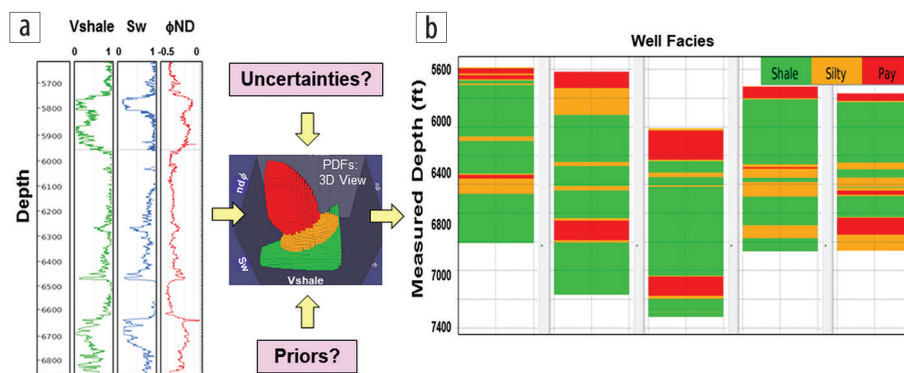 a
Vshale Sw ϕND
0 1 0 1 -0.5 0
Depth
5700
5800
5900
6000
6100
6200
6300
6400
6500
6600
6700
6800
Uncertainties?
PDFs:
3D View
ndϕ
Sw
Vshale
Priors?
b
Well Facies
Shale Silty Pay
Measured Depth (ft)
5600
6000
6400
6800
7000
7400